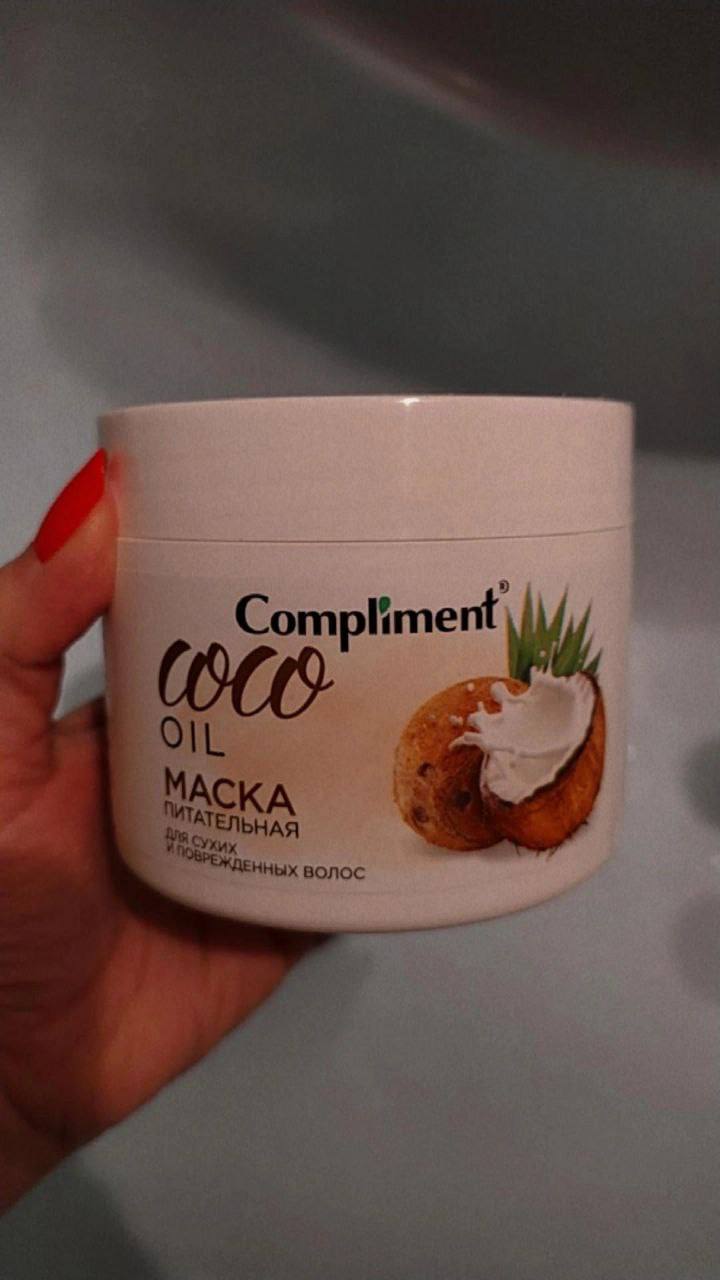 Compliment®
COCO
OIL
МАСКА
ПИТАТЕЛЬНАЯ
ДЛЯ СУХИХ
И ПОВРЕЖДЕННЫХ ВОЛОС